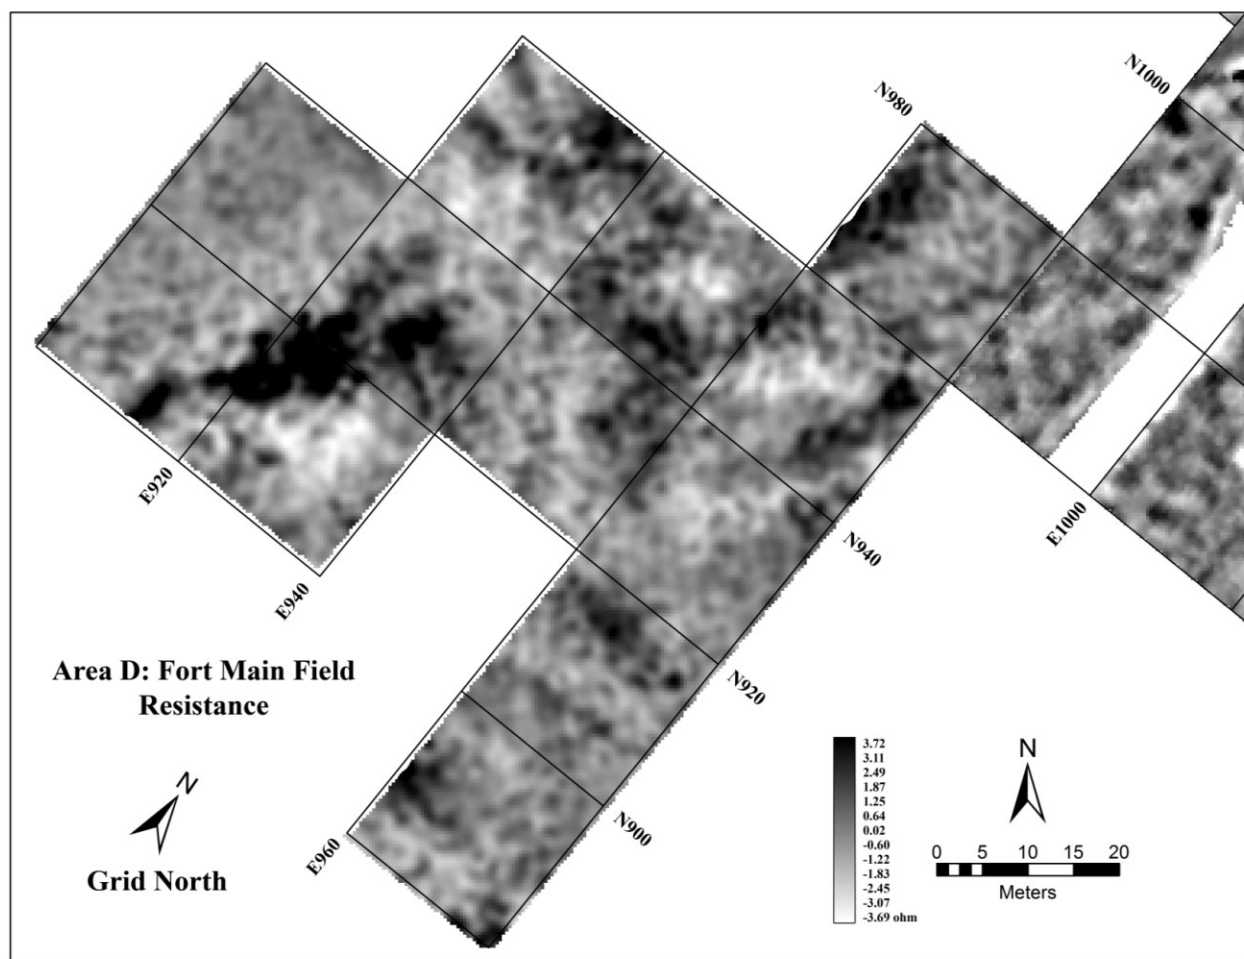 N1000
N980
E920
E1000
N940
E940
Area D: Fort Main Field
Resistance
N920
N
Grid North
3.72
3.11
2.49
1.87
1.25
0.64
0.02
-0.60
-1.22
-1.83
-2.45
-3.07
-3.69 ohm
N
0 5 10 15 20
Meters
N900
E960